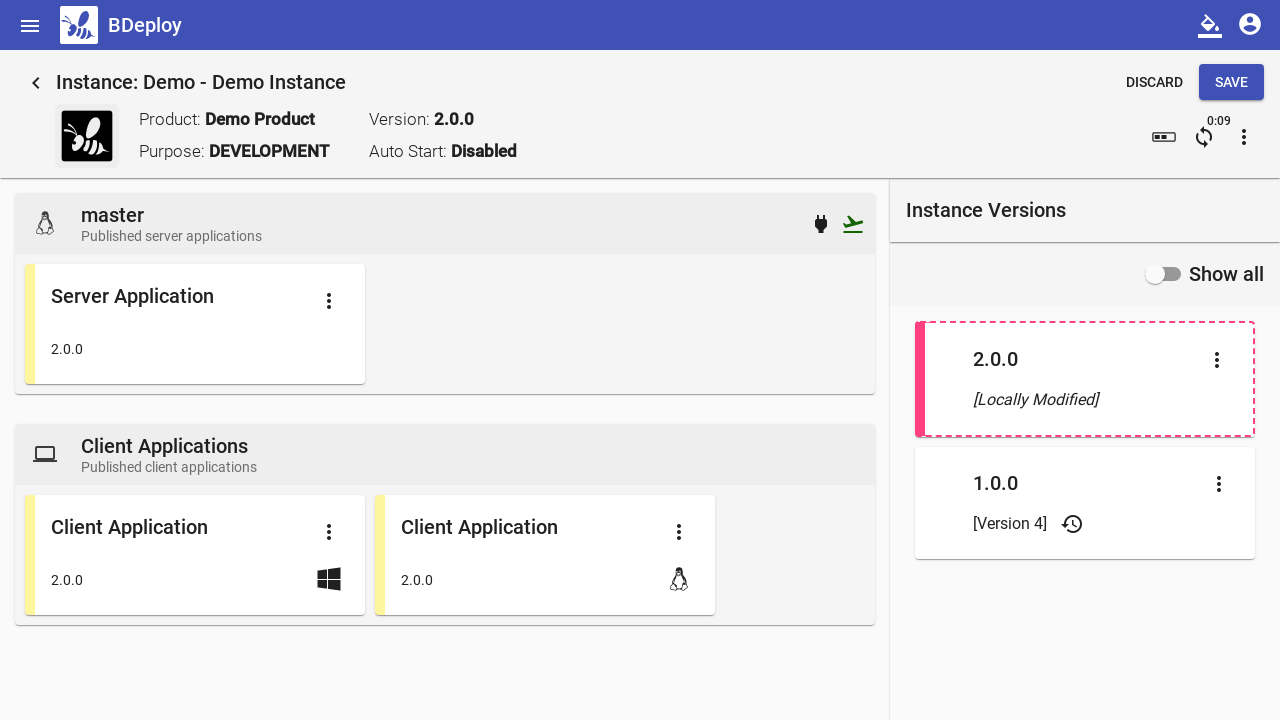 BDeploy
Instance: Demo - Demo Instance
DISCARD
SAVE
Product: Demo Product
Version: 2.0.0
0:09
Purpose: DEVELOPMENT
Auto Start: Disabled
master
Published server applications
Server Application
2.0.0
Client Applications
Published client applications
Client Application
2.0.0
Client Application
2.0.0
Instance Versions
Show all
2.0.0
[Locally Modified]
1.0.0
[Version 4]